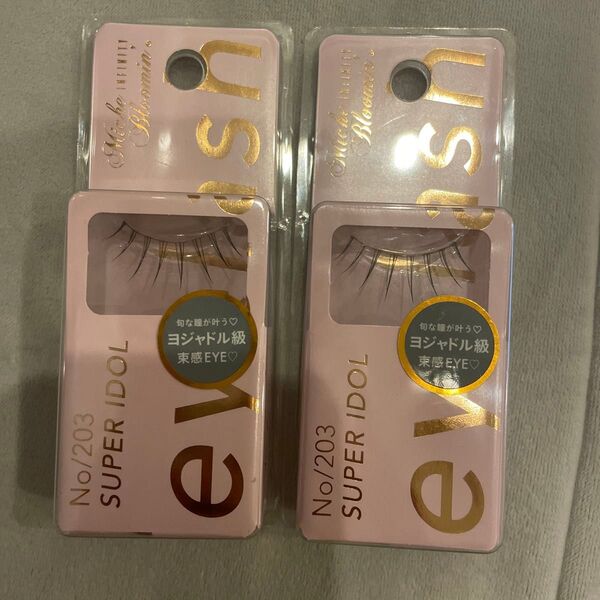 Miche INFINITY
Bloomin'.
eyelash
旬な瞳が叶う♡
ヨジャドル級
束感EYE♡
No/203
SUPER IDOL
Miche INFINITY
Bloomin'.
eyelash
旬な瞳が叶う♡
ヨジャドル級
束感EYE♡
No/203
SUPER IDOL